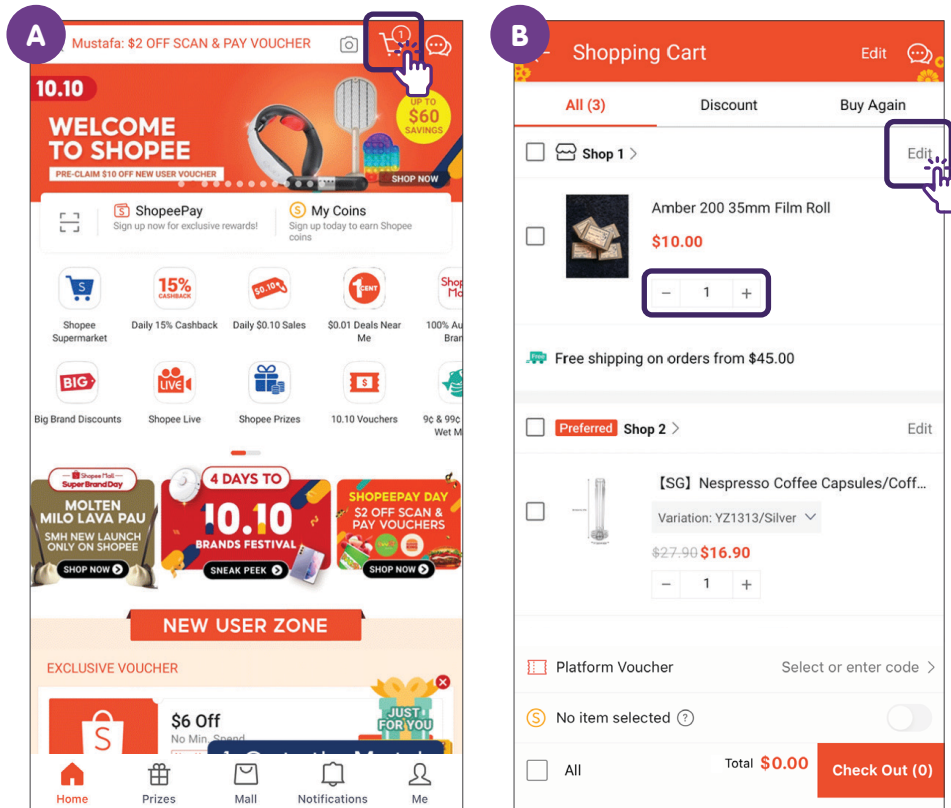 A
Mustafa: $2 OFF SCAN & PAY VOUCHER
1
10.10
WELCOME
TO SHOPEE
PRE-CLAIM $10 OFF NEW USER VOUCHER
UP TO
$60
SAVINGS
SHOP NOW
ShopeePay
Sign up now for exclusive rewards!
My Coins
Sign up today to earn Shopee
coins
15%
CASHBACK
$0.10
1 CENT
Shop
Shopee
Supermarket
Daily 15% Cashback
Daily $0.10 Sales
$0.01 Deals Near
Me
100% Au
Bran
BIG
LIVE
Big Brand Discounts
Shopee Live
Shopee Prizes
10.10 Vouchers
9¢ & 99¢
Wet M
Shopee Mall
Super Brand Day
MOLTEN
MILO LAVA PAU
SMH NEW LAUNCH
ONLY ON SHOPEE
SHOP NOW
4 DAYS TO
10.10
BRANDS FESTIVAL
SNEAK PEEK
SHOPEEPAY DAY
$2 OFF SCAN &
PAY VOUCHERS
SHOP NOW
NEW USER ZONE
EXCLUSIVE VOUCHER
$6 Off
No Min. Spend
JUST
FOR YOU
Home
Prizes
Mall
Notifications
Me
B
Shopping Cart
Edit
All (3)
Discount
Buy Again
Shop 1 >
Edit
Amber 200 35mm Film Roll
$10.00
− 1 +
Free shipping on orders from $45.00
Preferred Shop 2 >
Edit
【SG】Nespresso Coffee Capsules/Coff...
Variation: YZ1313/Silver
$27.90 $16.90
− 1 +
Platform Voucher
Select or enter code >
No item selected ?
All
Total $0.00
Check Out (0)